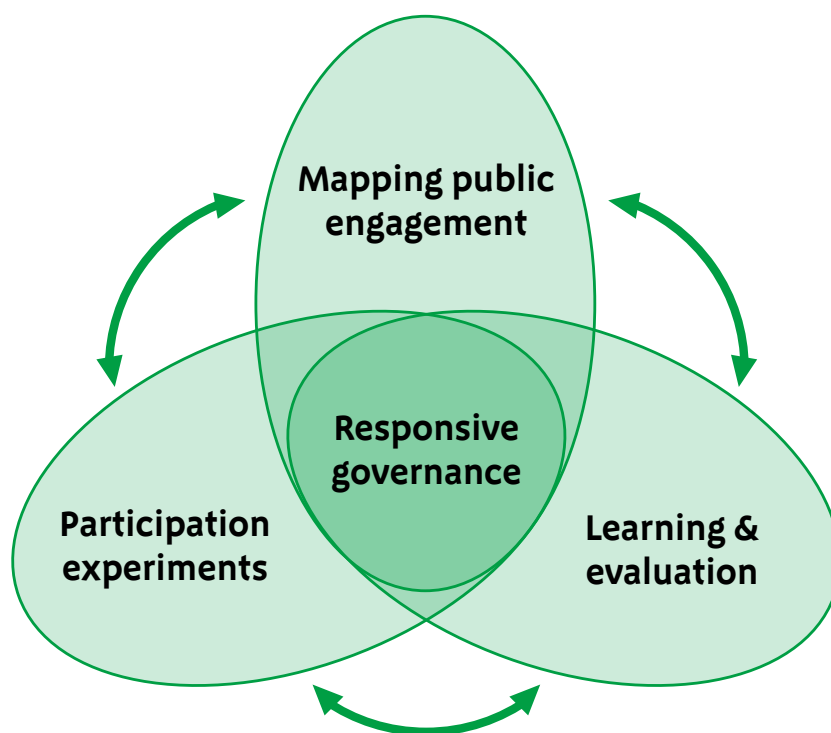 Mapping public
engagement
Responsive
governance
Participation
experiments
Learning &
evaluation